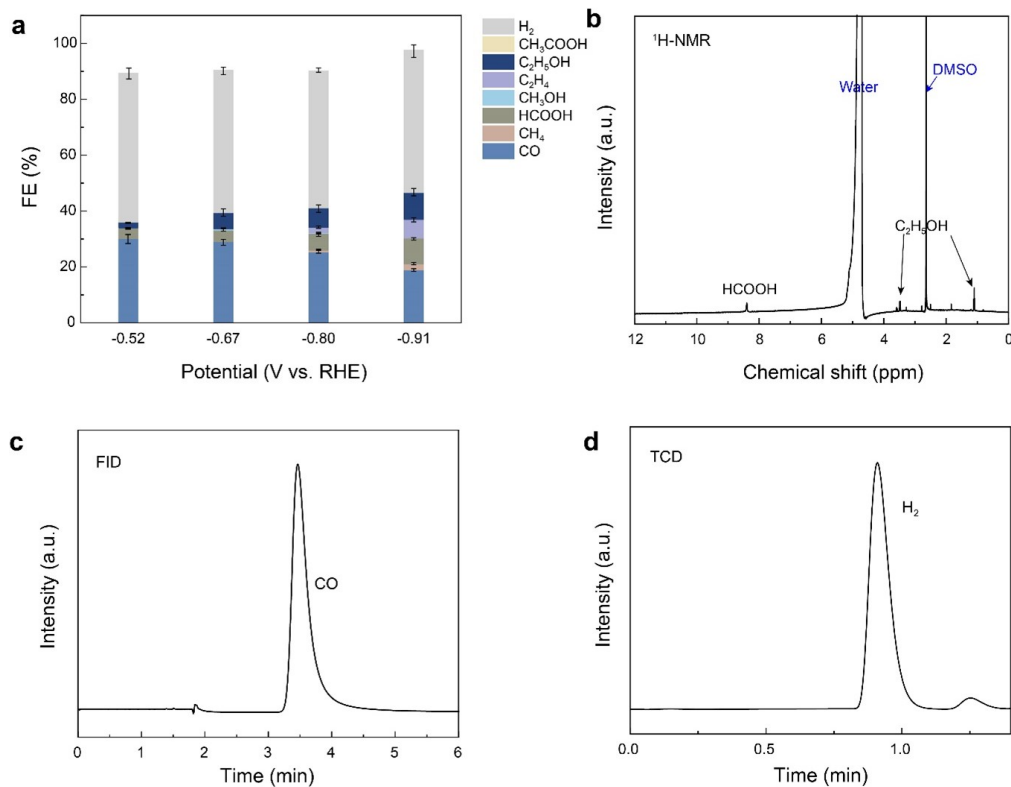 a
100
80
60
40
20
0
FE (%)
-0.52 -0.67 -0.80 -0.91
Potential (V vs. RHE)
H₂
CH₃COOH
C₂H₅OH
C₂H₄
CH₃OH
HCOOH
CH₄
CO
b
¹H-NMR
Water
DMSO
C₂H₅OH
HCOOH
Intensity (a.u.)
12 10 8 6 4 2 0
Chemical shift (ppm)
c
FID
CO
Intensity (a.u.)
0 1 2 3 4 5 6
Time (min)
d
TCD
H₂
Intensity (a.u.)
0.0 0.5 1.0
Time (min)